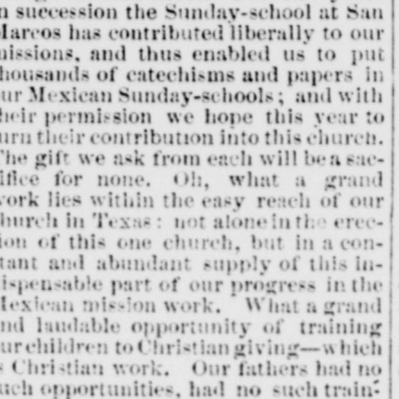 n succession the Sunday-school at San
Marcos has contributed liberally to our
missions, and thus enabled us to put
housands of catechisms and papers in
ur Mexican Sunday-schools; and with
heir permission we hope this year to
urn their contribution into this church.
The gift we ask from each will be a sac-
ifice for none. Oh, what a grand
work lies within the easy reach of our
hurch in Texas: not alone in the erec-
ion of this one church, but in a con-
tant and abundant supply of this in-
ispensable part of our progress in the
Mexican mission work. What a grand
nd laudable opportunity of training
ur children to Christian giving—which
s Christian work. Our fathers had no
uch opportunities, had no such train-